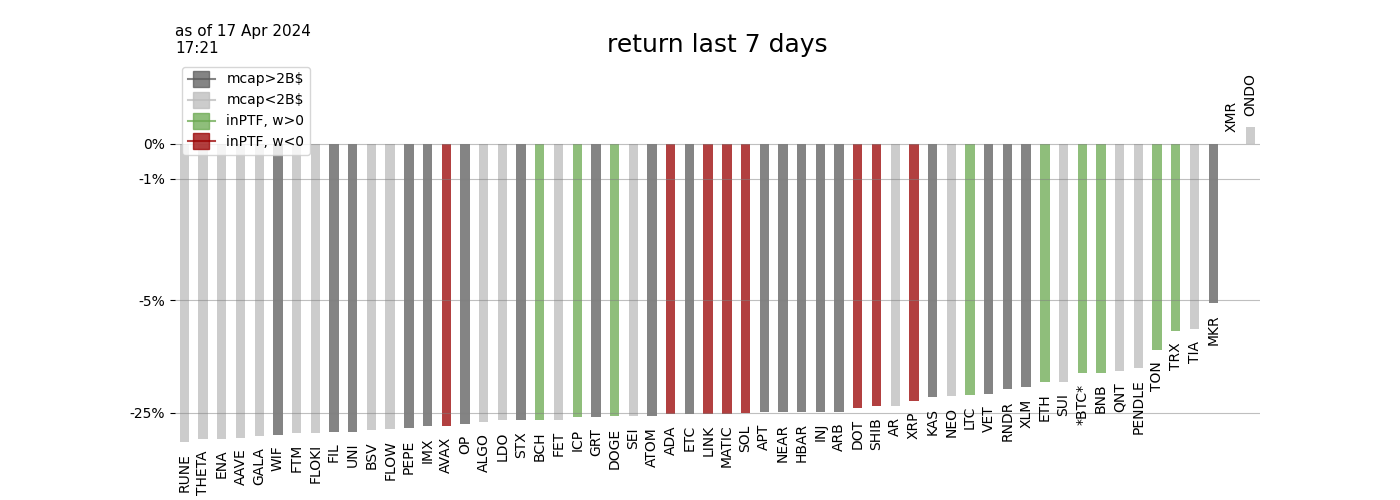 as of 17 Apr 2024
17:21
return last 7 days
mcap>2B$
mcap<2B$
inPTF, w>0
inPTF, w<0
0%
-1%
-5%
-25%
RUNE
THETA
ENA
AAVE
GALA
WIF
FTM
FLOKI
FIL
UNI
BSV
FLOW
PEPE
IMX
AVAX
OP
ALGO
LDO
STX
BCH
FET
ICP
GRT
DOGE
SEI
ATOM
ADA
ETC
LINK
MATIC
SOL
APT
NEAR
HBAR
INJ
ARB
DOT
SHIB
AR
XRP
KAS
NEO
LTC
VET
RNDR
XLM
ETH
SUI
*BTC*
BNB
QNT
PENDLE
TON
TRX
TIA
MKR
XMR
ONDO